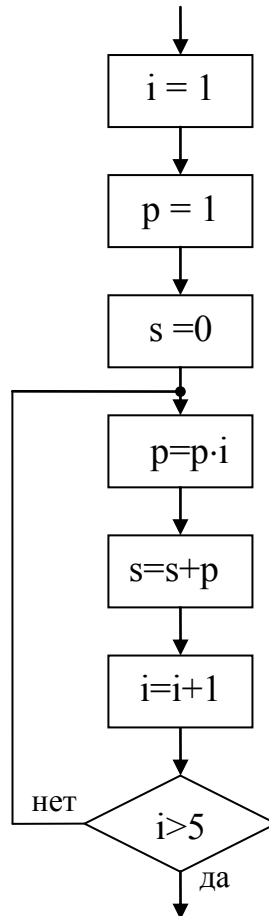 i = 1
p = 1
s =0
p=p·i
s=s+p
i=i+1
нет
i>5
да